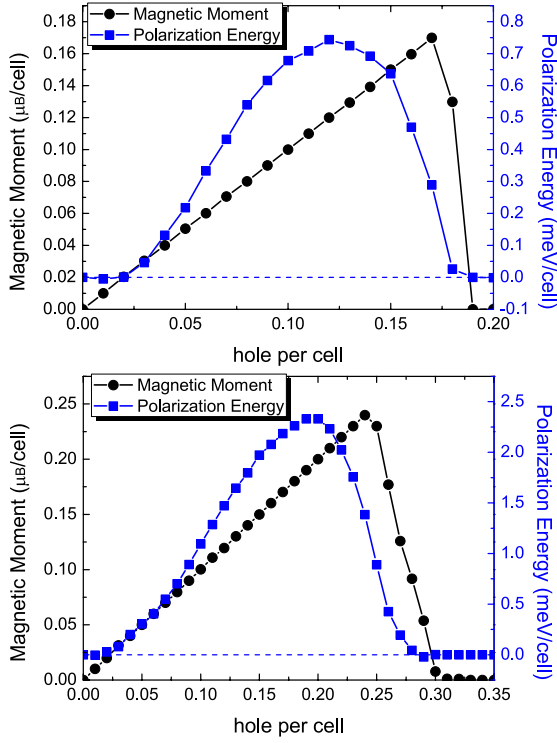 Magnetic Moment
Polarization Energy
Magnetic Moment (μB/cell)
0.18
0.16
0.14
0.12
0.10
0.08
0.06
0.04
0.02
0.00
0.8
0.7
0.6
0.5
0.4
0.3
0.2
0.1
0.0
-0.1
Polarization Energy (meV/cell)
0.00 0.05 0.10 0.15 0.20
hole per cell
Magnetic Moment
Polarization Energy
Magnetic Moment (μB/cell)
0.25
0.20
0.15
0.10
0.05
0.00
2.5
2.0
1.5
1.0
0.5
0.0
Polarization Energy (meV/cell)
0.00 0.05 0.10 0.15 0.20 0.25 0.30 0.35
hole per cell